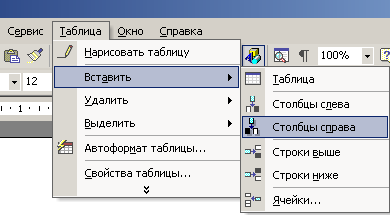 Сервис Таблица Окно Справка
Нарисовать таблицу
100%
12
Вставить
Таблица
Удалить
Столбцы слева
Выделить
Столбцы справа
Автоформат таблицы...
Строки выше
Свойства таблицы...
Строки ниже
Ячейки...